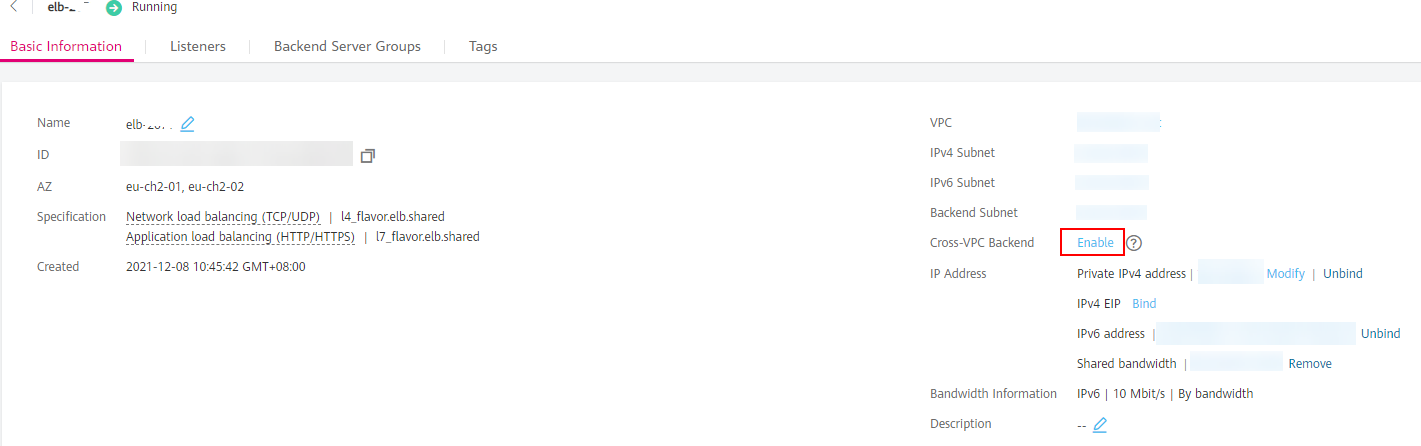 Running
Basic Information | Listeners | Backend Server Groups | Tags
Name
ID
AZ eu-ch2-01, eu-ch2-02
Specification Network load balancing (TCP/UDP) | l4_flavor.elb.shared
Application load balancing (HTTP/HTTPS) | l7_flavor.elb.shared
Created 2021-12-08 10:45:42 GMT+08:00
VPC
IPv4 Subnet
IPv6 Subnet
Backend Subnet
Cross-VPC Backend Enable ?
IP Address Private IPv4 address | Modify | Unbind
IPv4 EIP Bind
IPv6 address | Unbind
Shared bandwidth | Remove
Bandwidth Information IPv6 | 10 Mbit/s | By bandwidth
Description --